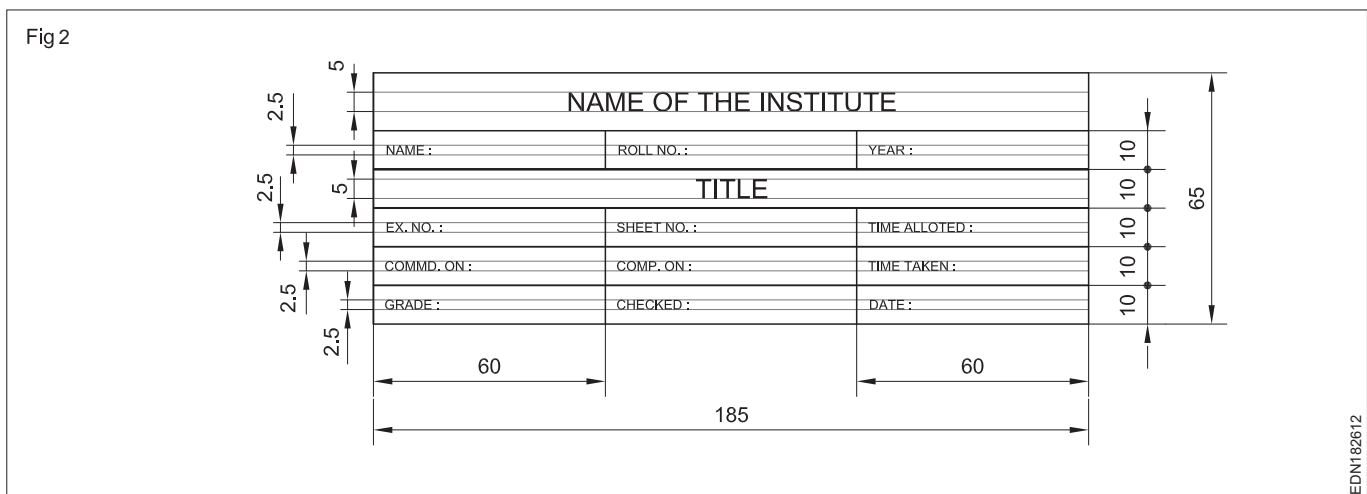 Fig 2
5
NAME OF THE INSTITUTE
2.5
NAME :
ROLL NO. :
YEAR :
10
2.5
5
TITLE
10
65
EX. NO. :
SHEET NO. :
TIME ALLOTED :
10
2.5
COMMD. ON :
COMP. ON :
TIME TAKEN :
10
2.5
GRADE :
CHECKED :
DATE :
10
60
60
185
EDN182612